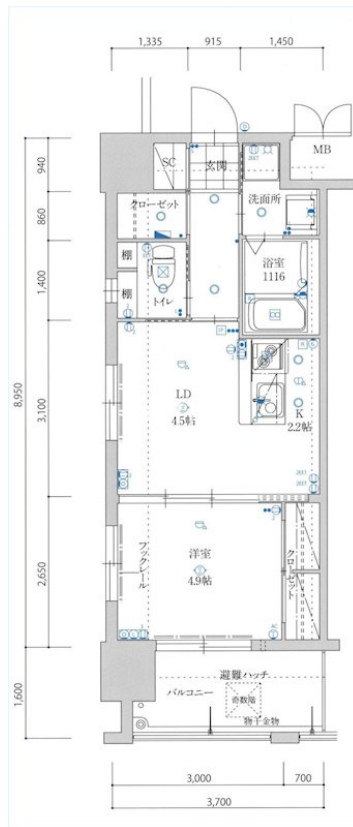 1,335 915 1,450
MB
SC
玄関
940
クローゼット
洗面所
860
棚
浴室
1116
1,400
棚
トイレ
8,950
LD
4.5帖
K
2.2帖
3,100
フックレール
洋室
4.9帖
クローゼット
2,650
AC
避難ハッチ
バルコニー
奇数階
物干金物
1,600
3,000 700
3,700